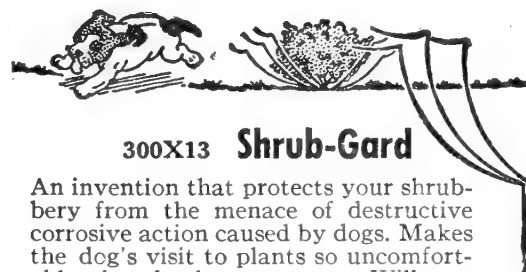 300X13 Shrub-Gard
An invention that protects your shrub-
bery from the menace of destructive
corrosive action caused by dogs. Makes
the dog's visit to plants so uncomfort-